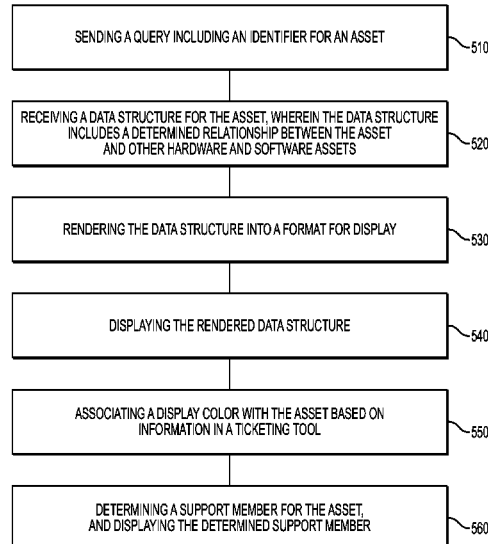 SENDING A QUERY INCLUDING AN IDENTIFIER FOR AN ASSET
510
RECEIVING A DATA STRUCTURE FOR THE ASSET, WHEREIN THE DATA STRUCTURE
INCLUDES A DETERMINED RELATIONSHIP BETWEEN THE ASSET
AND OTHER HARDWARE AND SOFTWARE ASSETS
520
RENDERING THE DATA STRUCTURE INTO A FORMAT FOR DISPLAY
530
DISPLAYING THE RENDERED DATA STRUCTURE
540
ASSOCIATING A DISPLAY COLOR WITH THE ASSET BASED ON
INFORMATION IN A TICKETING TOOL
550
DETERMINING A SUPPORT MEMBER FOR THE ASSET,
AND DISPLAYING THE DETERMINED SUPPORT MEMBER
560